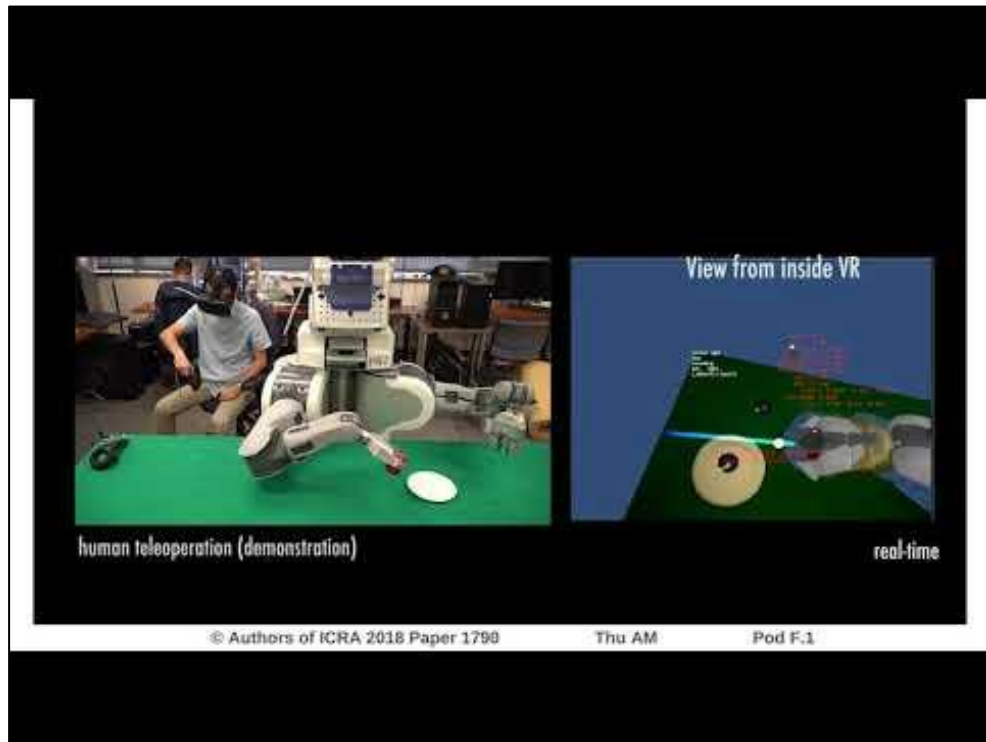 View from inside VR
human teleoperation (demonstration)
real-time
© Authors of ICRA 2018 Paper 1790 Thu AM Pod F.1